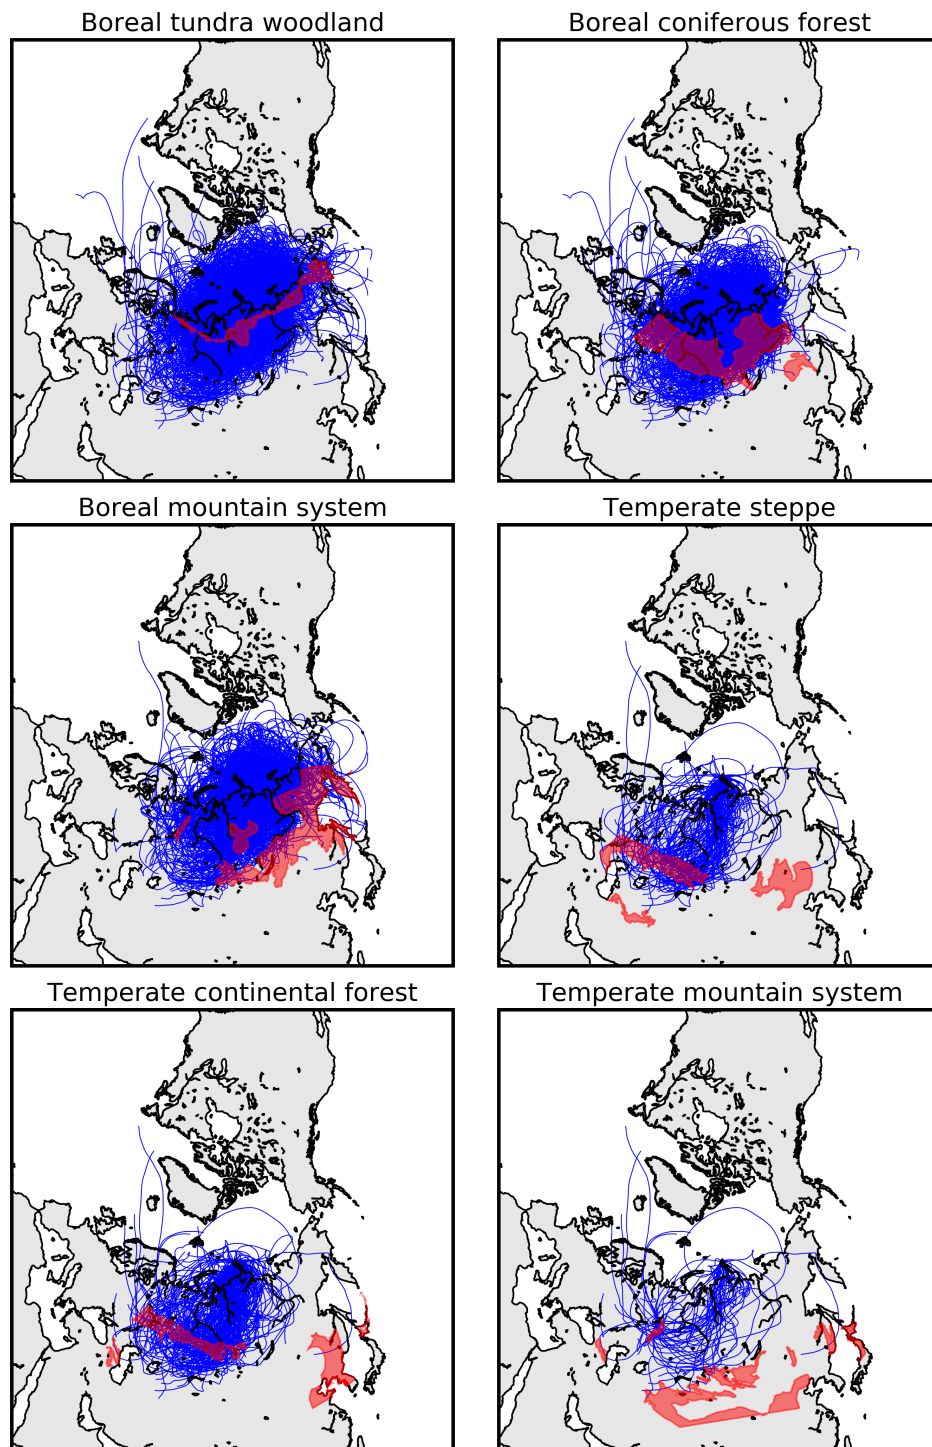 Boreal tundra woodland
Boreal coniferous forest
Boreal mountain system
Temperate steppe
Temperate continental forest
Temperate mountain system